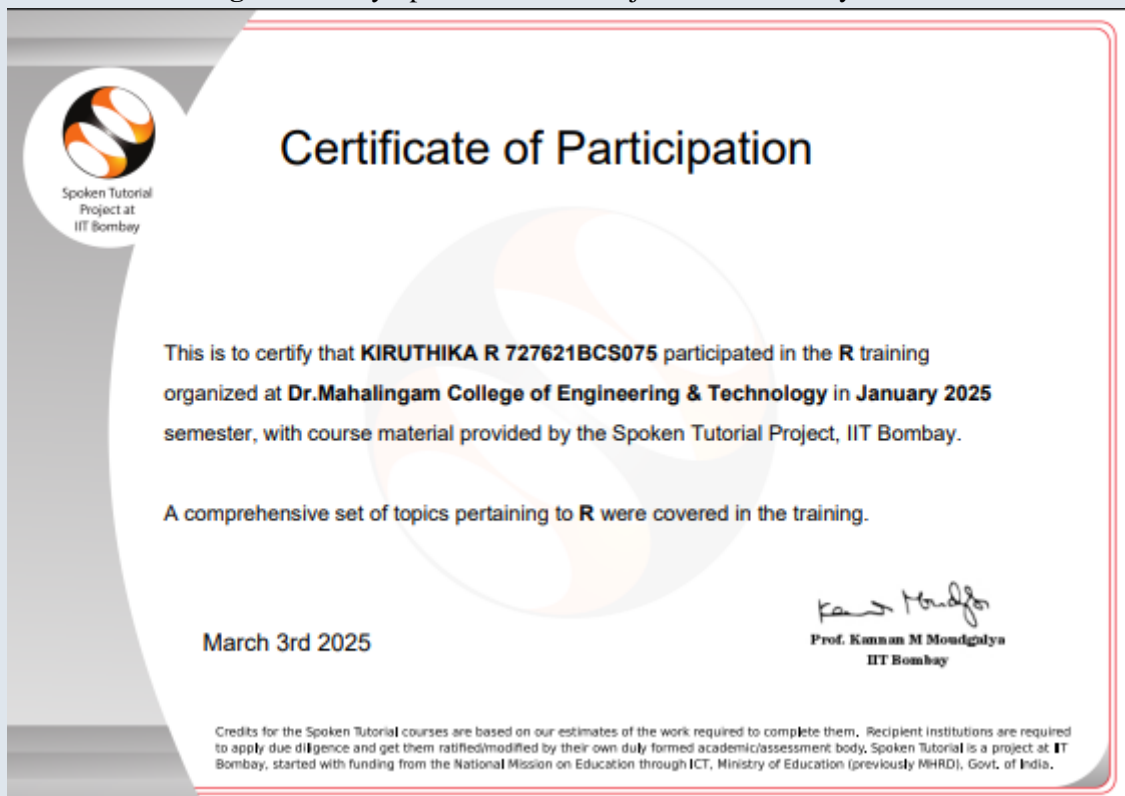 Spoken Tutorial
Project at
IIT Bombay
Certificate of Participation
This is to certify that KIRUTHIKA R 727621BCS075 participated in the R training
organized at Dr.Mahalingam College of Engineering & Technology in January 2025
semester, with course material provided by the Spoken Tutorial Project, IIT Bombay.
A comprehensive set of topics pertaining to R were covered in the training.
March 3rd 2025
Prof. Kannan M Moudgalya
IIT Bombay
Credits for the Spoken Tutorial courses are based on our estimates of the work required to complete them. Recipient institutions are required
to apply due diligence and get them ratified/modified by their own duly formed academic/assessment body. Spoken Tutorial is a project at IIT
Bombay, started with funding from the National Mission on Education through ICT, Ministry of Education (previously MHRD), Govt. of India.